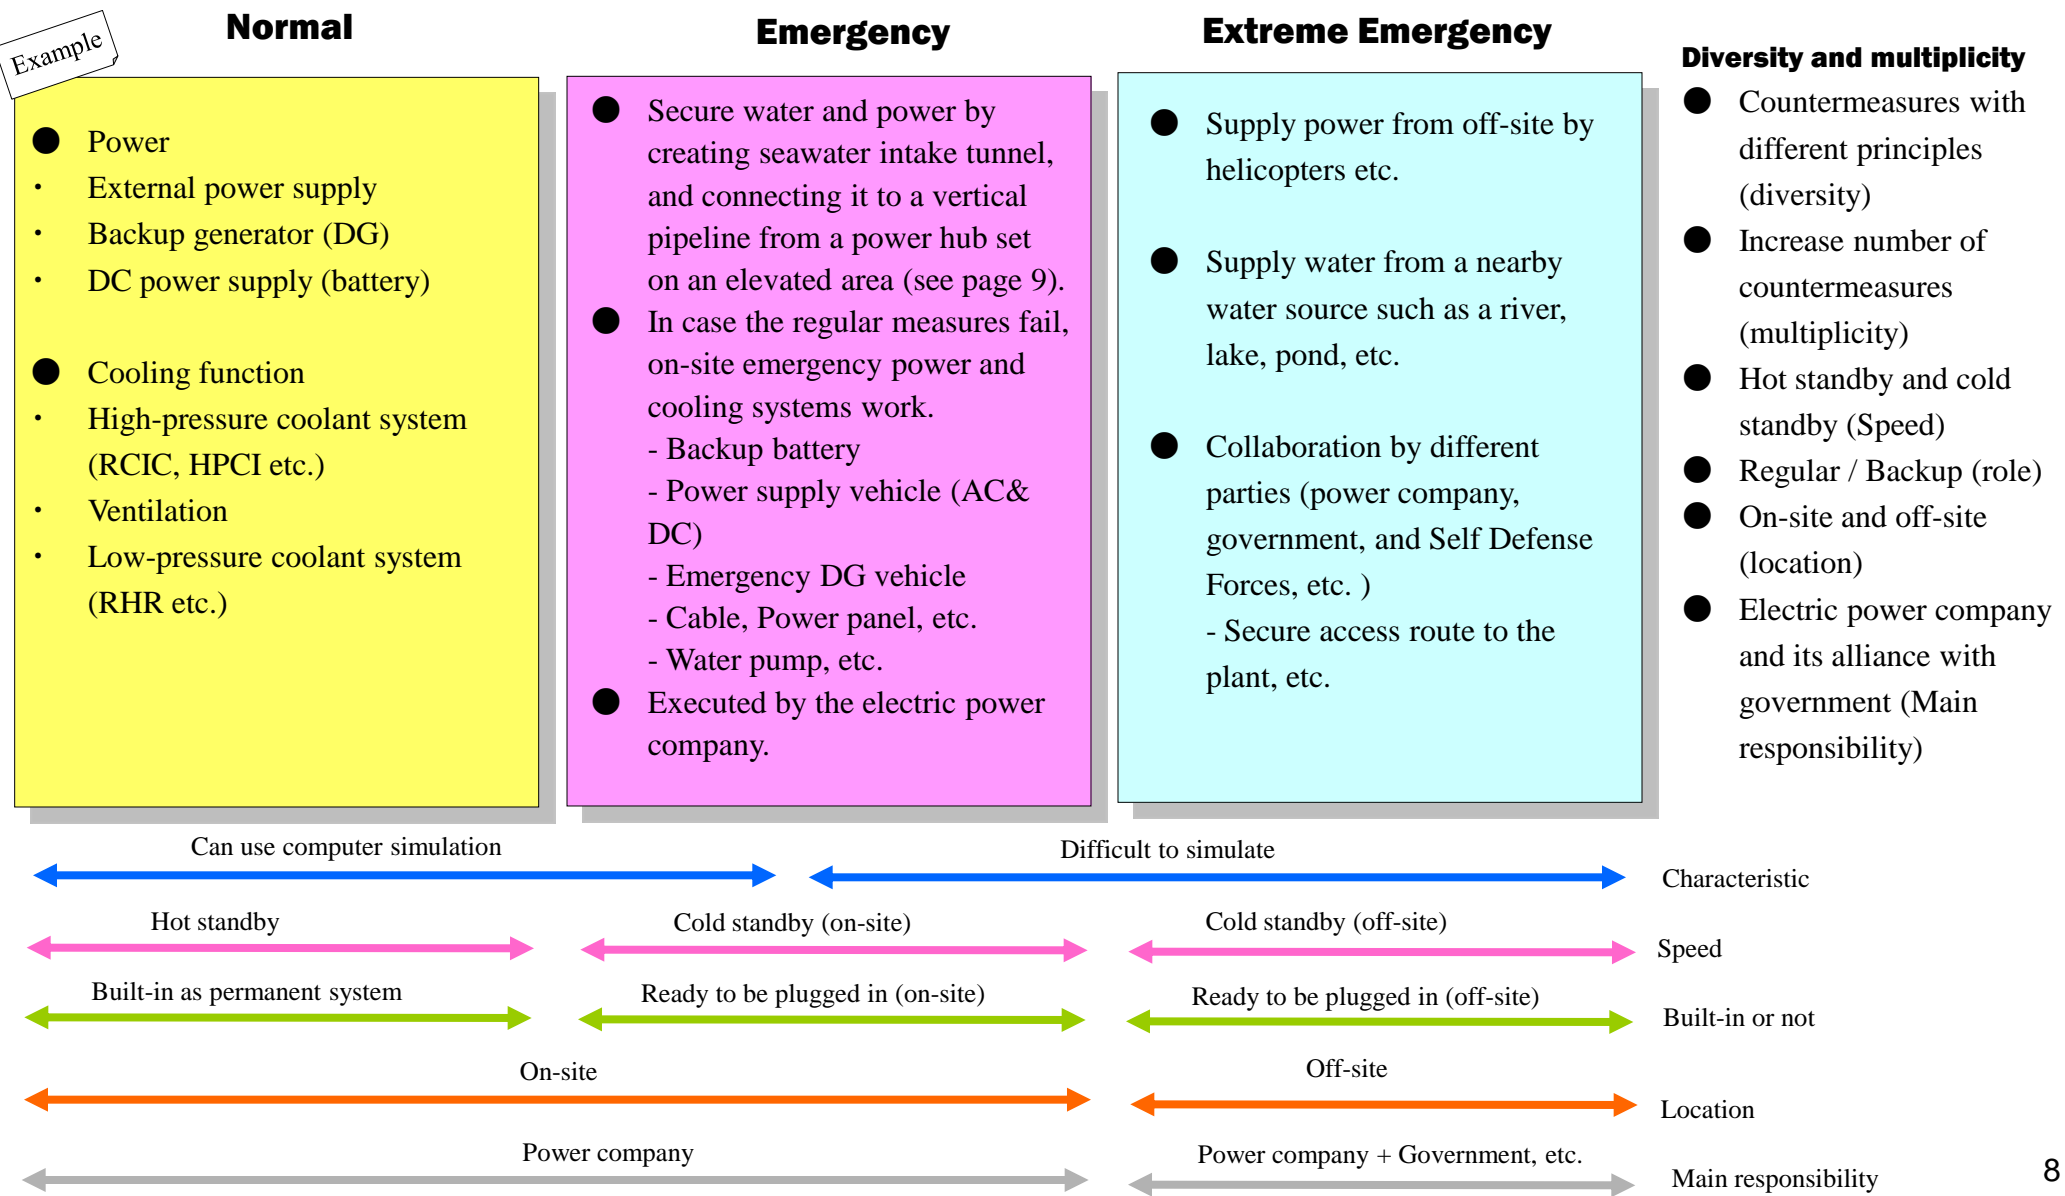 Example
Normal
● Power
・ External power supply
・ Backup generator (DG)
・ DC power supply (battery)
● Cooling function
・ High-pressure coolant system
(RCIC, HPCI etc.)
・ Ventilation
・ Low-pressure coolant system
(RHR etc.)
Emergency
● Secure water and power by
creating seawater intake tunnel,
and connecting it to a vertical
pipeline from a power hub set
on an elevated area (see page 9).
● In case the regular measures fail,
on-site emergency power and
cooling systems work.
- Backup battery
- Power supply vehicle (AC&
DC)
- Emergency DG vehicle
- Cable, Power panel, etc.
- Water pump, etc.
● Executed by the electric power
company.
Extreme Emergency
● Supply power from off-site by
helicopters etc.
● Supply water from a nearby
water source such as a river,
lake, pond, etc.
● Collaboration by different
parties (power company,
government, and Self Defense
Forces, etc. )
- Secure access route to the
plant, etc.
Diversity and multiplicity
● Countermeasures with
different principles
(diversity)
● Increase number of
countermeasures
(multiplicity)
● Hot standby and cold
standby (Speed)
● Regular / Backup (role)
● On-site and off-site
(location)
● Electric power company
and its alliance with
government (Main
responsibility)
Can use computer simulation
Difficult to simulate
Characteristic
Hot standby
Cold standby (on-site)
Cold standby (off-site)
Speed
Built-in as permanent system
Ready to be plugged in (on-site)
Ready to be plugged in (off-site)
Built-in or not
On-site
Off-site
Location
Power company
Power company + Government, etc.
Main responsibility
8